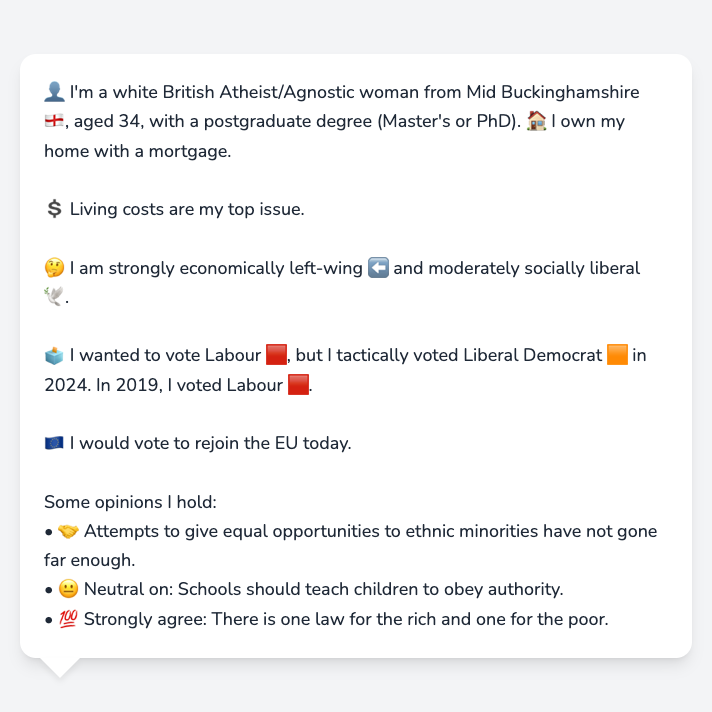 👤 I'm a white British Atheist/Agnostic woman from Mid Buckinghamshire
🏴󠁧󠁢󠁥󠁮󠁧󠁿, aged 34, with a postgraduate degree (Master's or PhD). 🏠 I own my
home with a mortgage.
💲 Living costs are my top issue.
🤔 I am strongly economically left-wing ⬅️ and moderately socially liberal
🕊️.
🗳️ I wanted to vote Labour 🟥, but I tactically voted Liberal Democrat 🟧 in
2024. In 2019, I voted Labour 🟥.
🇪🇺 I would vote to rejoin the EU today.
Some opinions I hold:
• 🤝 Attempts to give equal opportunities to ethnic minorities have not gone
far enough.
• 😐 Neutral on: Schools should teach children to obey authority.
• 💯 Strongly agree: There is one law for the rich and one for the poor.